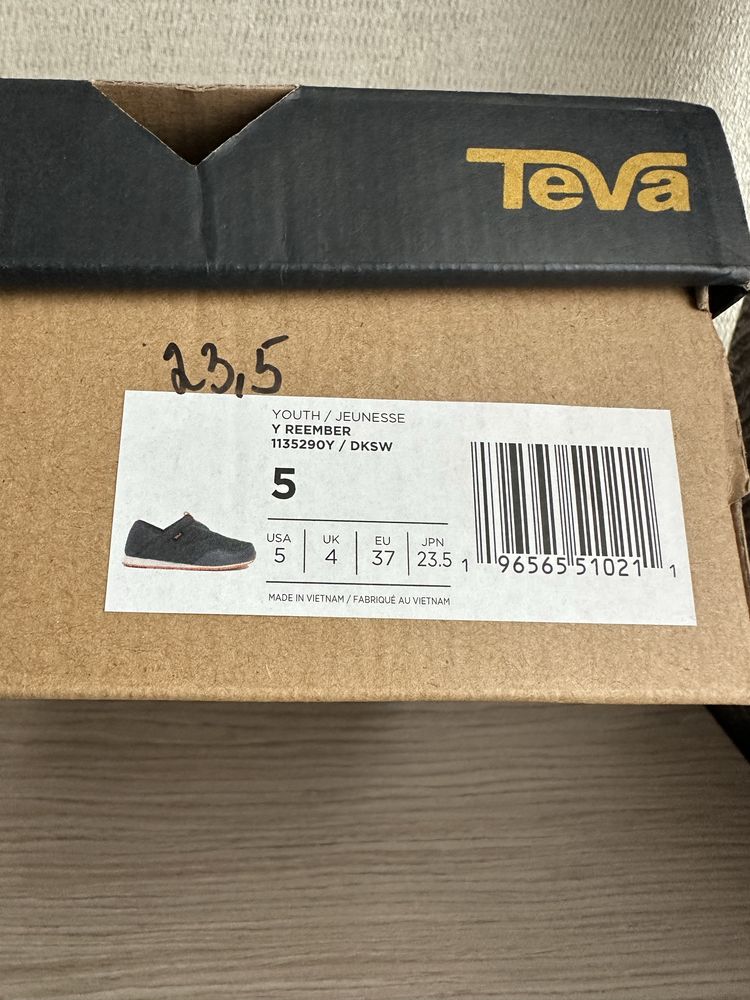 Teva
23,5
YOUTH / JEUNESSE
Y REEMBER
1135290Y / DKSW
5
USA UK EU JPN
5 4 37 23.5
1 96565 51021 1
MADE IN VIETNAM / FABRIQUÉ AU VIETNAM